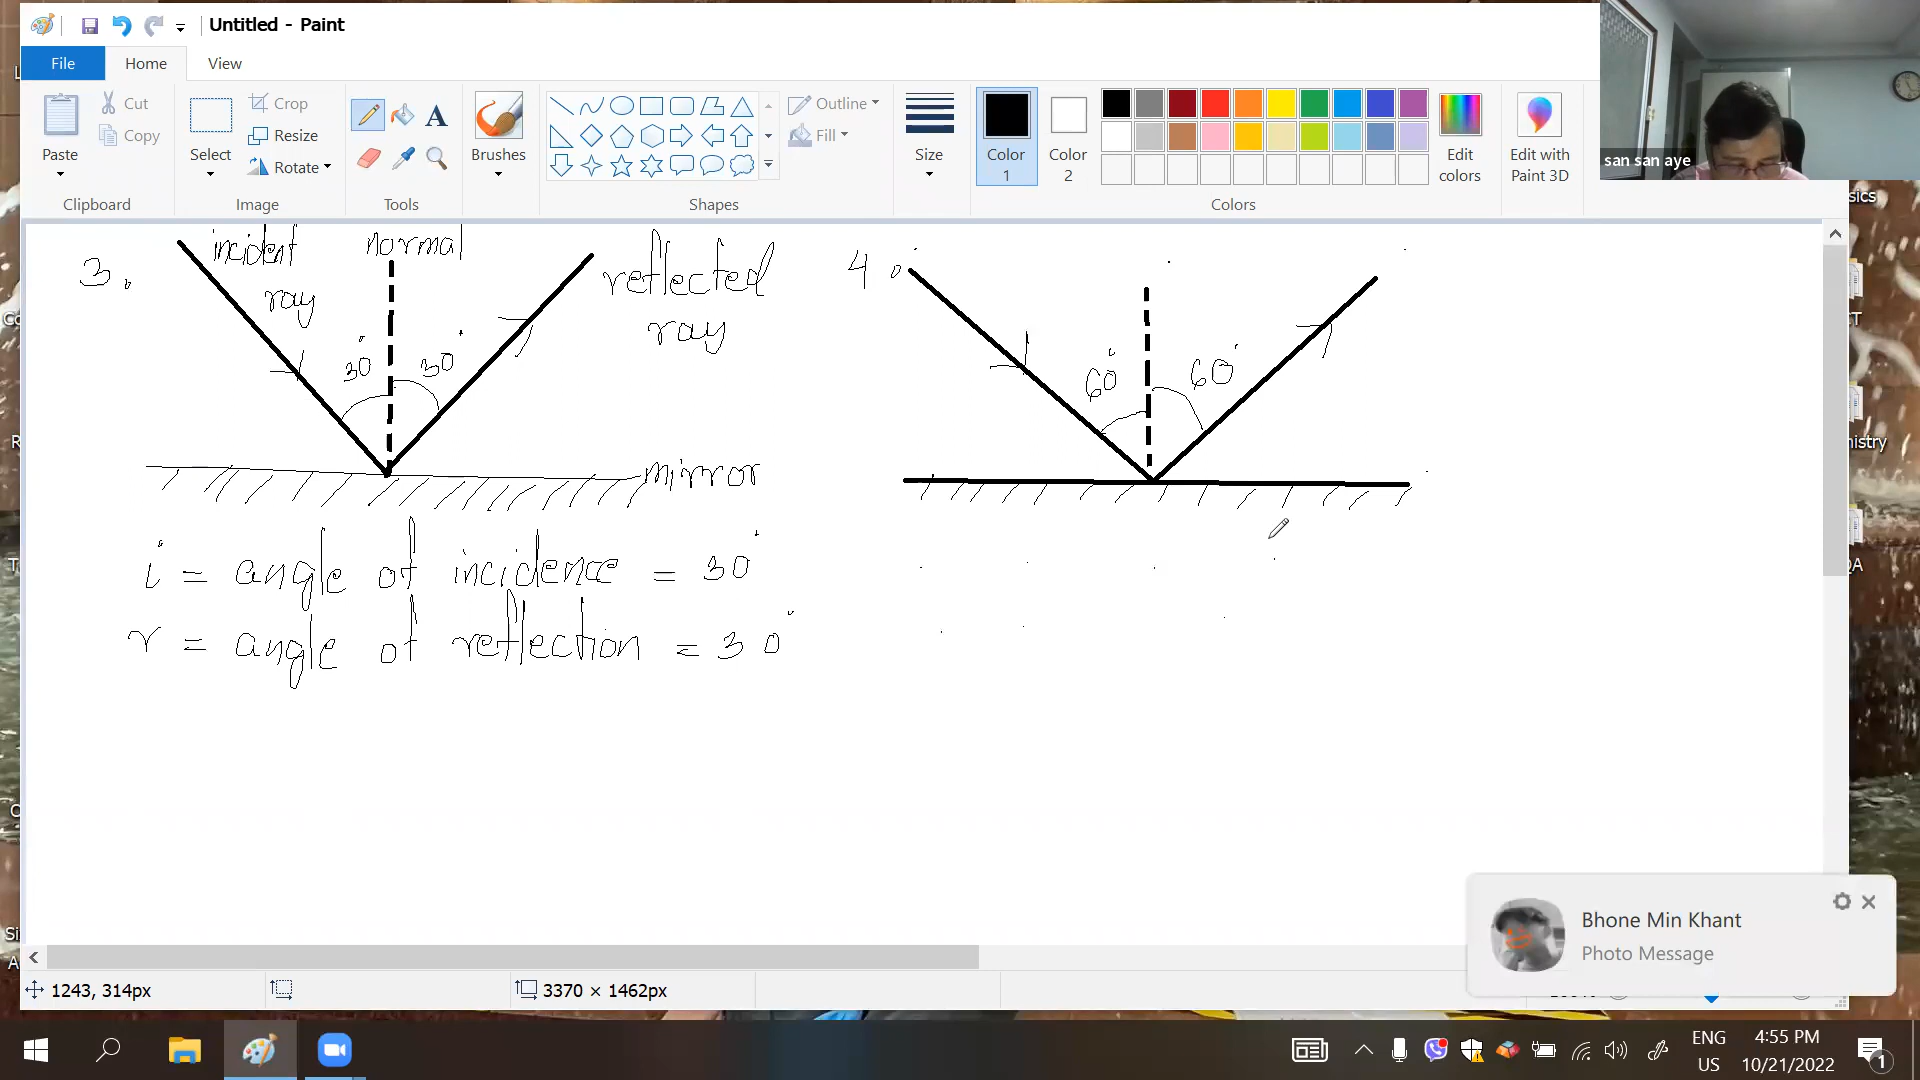 Untitled - Paint
File Home View
Paste
Cut
Copy
Clipboard
Select
Crop
Resize
Rotate
Image
Tools
Brushes
Shapes
Outline
Fill
Size
Color 1
Color 2
Edit colors
Edit with Paint 3D
Colors
san san aye
3. incident ray normal reflected ray
30° 30°
mirror
i = angle of incidence = 30°
r = angle of reflection = 30°
4.
60° 60°
Bhone Min Khant
Photo Message
1243, 314px
3370 × 1462px
ENG US
4:55 PM
10/21/2022
1